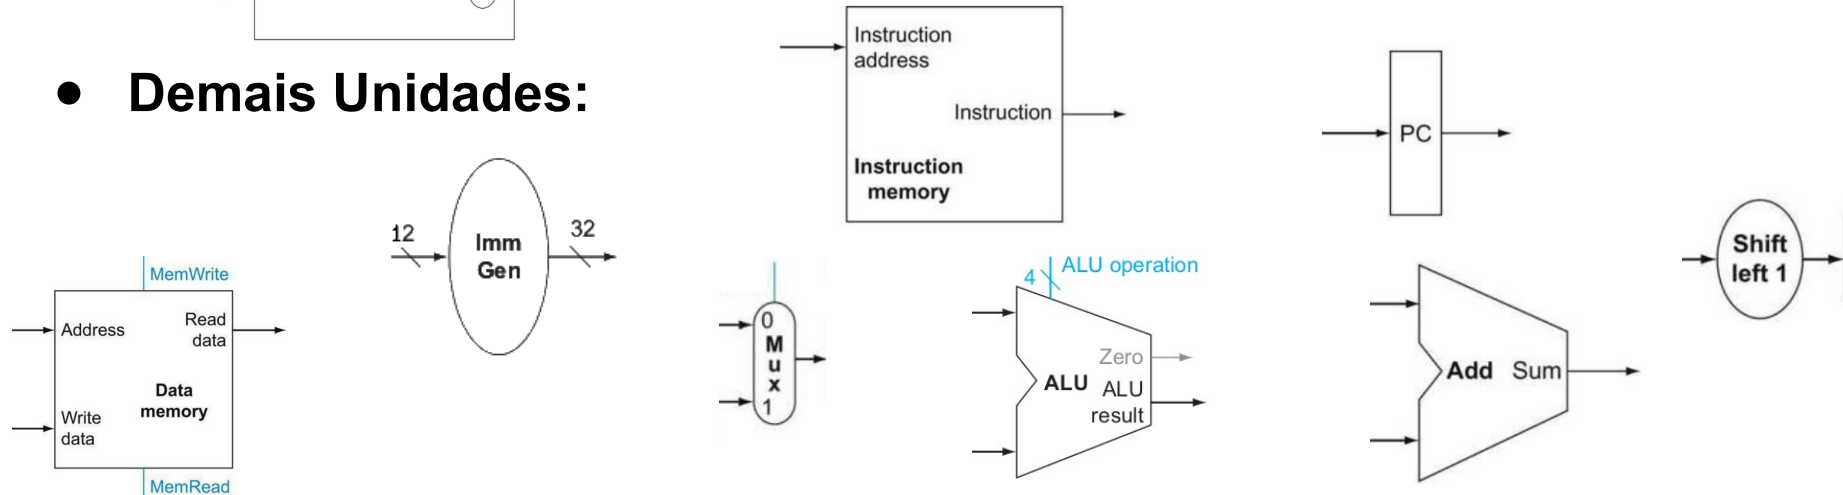 ● Demais Unidades:
Instruction
address
Instruction
Instruction
memory
PC
12
Imm
Gen
32
Shift
left 1
MemWrite
Address
Read
data
Data
memory
Write
data
MemRead
0
M
u
x
1
4
ALU operation
Zero
ALU
ALU
result
Add Sum